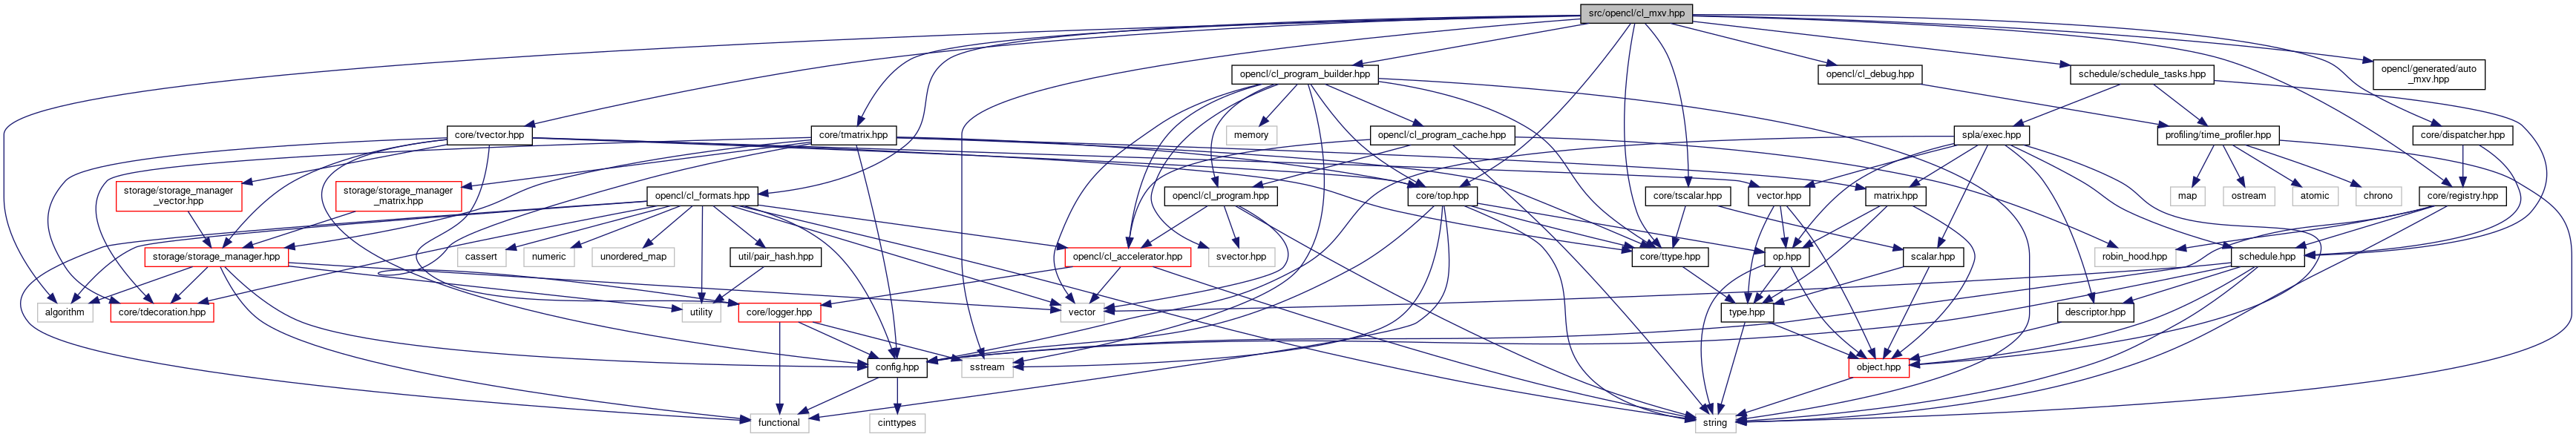 src/opencl/cl_mxv.hpp
opencl/cl_program_builder.hpp
opencl/cl_debug.hpp
schedule/schedule_tasks.hpp
opencl/generated/auto
_mxv.hpp
core/tvector.hpp
core/tmatrix.hpp
memory
opencl/cl_program_cache.hpp
spla/exec.hpp
profiling/time_profiler.hpp
core/dispatcher.hpp
storage/storage_manager
_vector.hpp
storage/storage_manager
_matrix.hpp
opencl/cl_formats.hpp
opencl/cl_program.hpp
core/top.hpp
core/tscalar.hpp
vector.hpp
matrix.hpp
map
ostream
atomic
chrono
core/registry.hpp
storage/storage_manager.hpp
cassert
numeric
unordered_map
util/pair_hash.hpp
opencl/cl_accelerator.hpp
svector.hpp
core/ttype.hpp
op.hpp
scalar.hpp
robin_hood.hpp
schedule.hpp
algorithm
core/tdecoration.hpp
utility
core/logger.hpp
vector
type.hpp
descriptor.hpp
config.hpp
sstream
object.hpp
functional
cinttypes
string